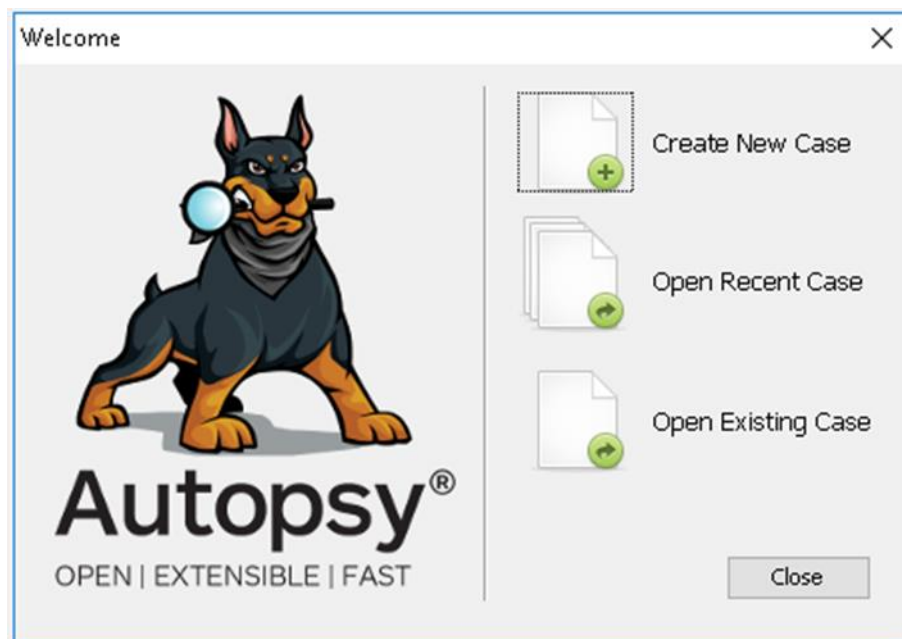 Welcome
Create New Case
Open Recent Case
Open Existing Case
Autopsy®
OPEN | EXTENSIBLE | FAST
Close